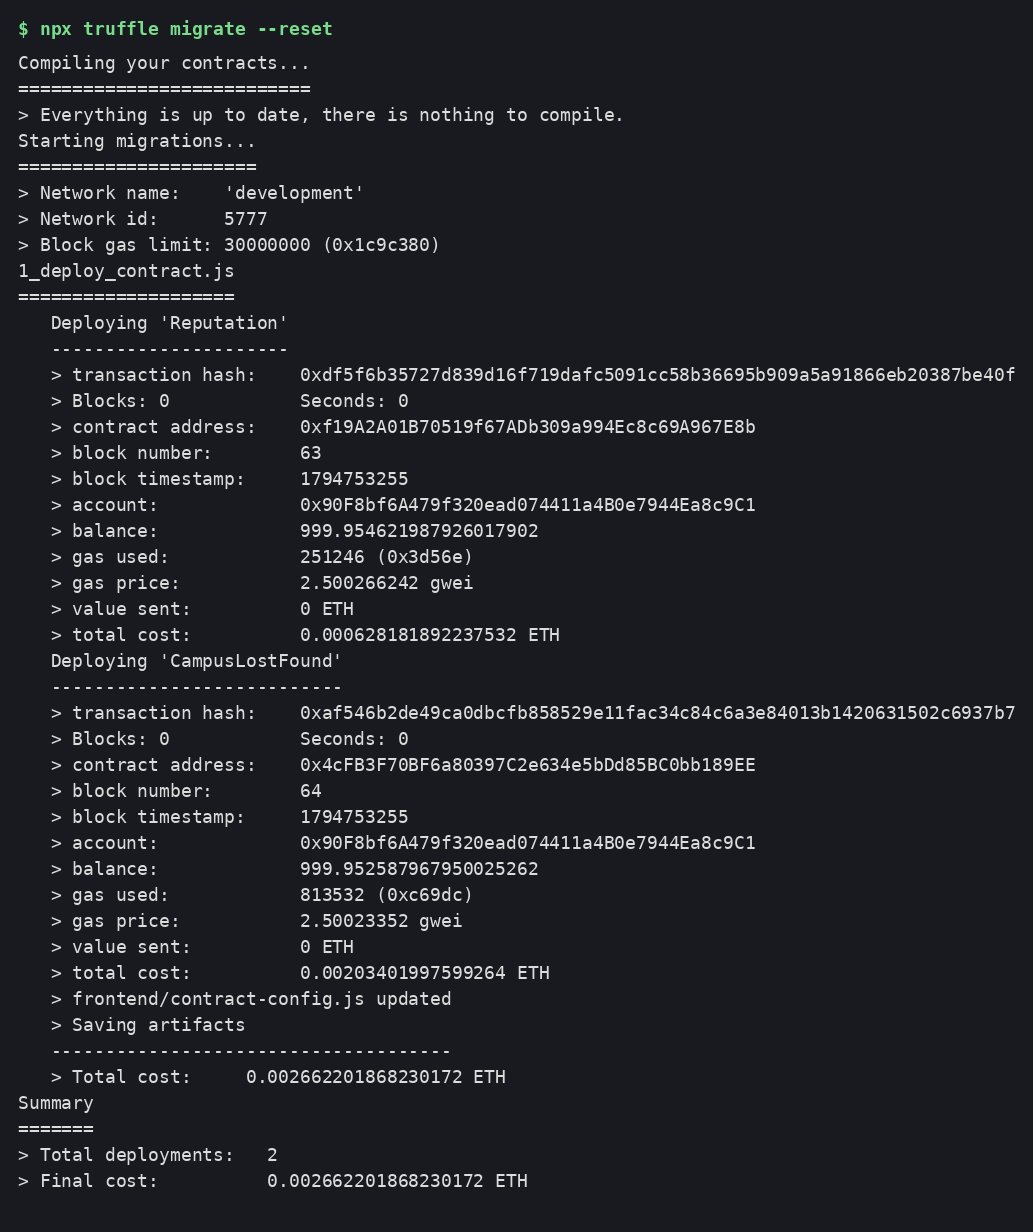 $ npx truffle migrate --reset
Compiling your contracts...
===========================
> Everything is up to date, there is nothing to compile.
Starting migrations...
======================
> Network name:    'development'
> Network id:      5777
> Block gas limit: 30000000 (0x1c9c380)
1_deploy_contract.js
====================
   Deploying 'Reputation'
   ----------------------
   > transaction hash:    0xdf5f6b35727d839d16f719dafc5091cc58b36695b909a5a91866eb20387be40f
   > Blocks: 0            Seconds: 0
   > contract address:    0xf19A2A01B70519f67ADb309a994Ec8c69A967E8b
   > block number:        63
   > block timestamp:     1794753255
   > account:             0x90F8bf6A479f320ead074411a4B0e7944Ea8c9C1
   > balance:             999.954621987926017902
   > gas used:            251246 (0x3d56e)
   > gas price:           2.500266242 gwei
   > value sent:          0 ETH
   > total cost:          0.000628181892237532 ETH
   Deploying 'CampusLostFound'
   ---------------------------
   > transaction hash:    0xaf546b2de49ca0dbcfb858529e11fac34c84c6a3e84013b1420631502c6937b7
   > Blocks: 0            Seconds: 0
   > contract address:    0x4cFB3F70BF6a80397C2e634e5bDd85BC0bb189EE
   > block number:        64
   > block timestamp:     1794753255
   > account:             0x90F8bf6A479f320ead074411a4B0e7944Ea8c9C1
   > balance:             999.952587967950025262
   > gas used:            813532 (0xc69dc)
   > gas price:           2.50023352 gwei
   > value sent:          0 ETH
   > total cost:          0.00203401997599264 ETH
   > frontend/contract-config.js updated
   > Saving artifacts
   -------------------------------------
   > Total cost:     0.002662201868230172 ETH
Summary
=======
> Total deployments:   2
> Final cost:          0.002662201868230172 ETH